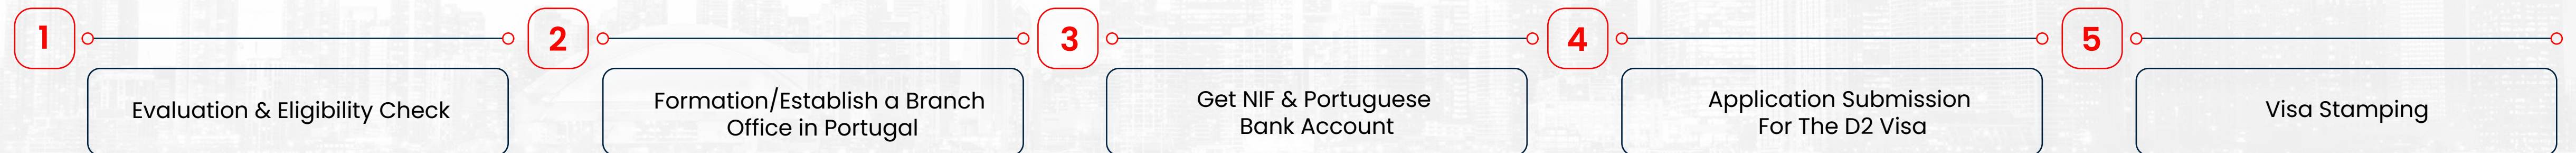 1
Evaluation & Eligibility Check
2
Formation/Establish a Branch
Office in Portugal
3
Get NIF & Portuguese
Bank Account
4
Application Submission
For The D2 Visa
5
Visa Stamping